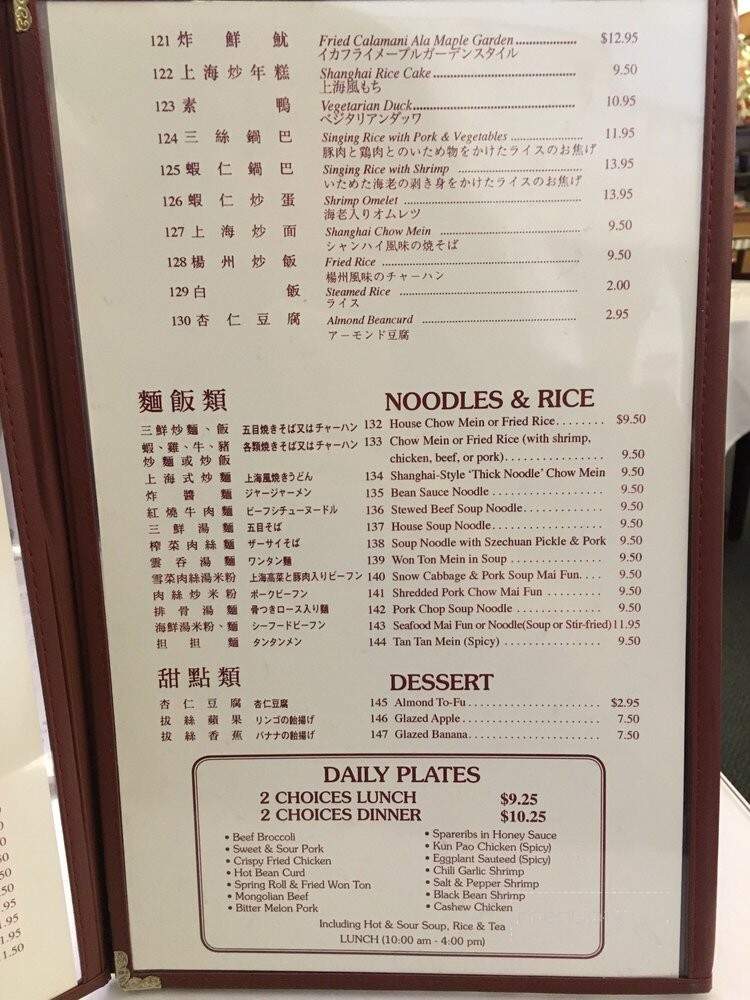 121 炸鮮魷 Fried Calamani Ala Maple Garden $12.95
イカフライメープルガーデンスタイル
122 上海炒年糕 Shanghai Rice Cake 9.50
上海風もち
123 素鴨 Vegetarian Duck 10.95
ベジタリアンダッワ
124 三絲鍋巴 Singing Rice with Pork & Vegetables 11.95
豚肉と鶏肉とのいため物をかけたライスのお焦げ
125 蝦仁鍋巴 Singing Rice with Shrimp 13.95
いためた海老の剥き身をかけたライスのお焦げ
126 蝦仁炒蛋 Shrimp Omelet 13.95
海老入りオムレツ
127 上海炒面 Shanghai Chow Mein 9.50
シャンハイ風味の焼そば
128 楊州炒飯 Fried Rice 9.50
楊州風味のチャーハン
129 白飯 Steamed Rice 2.00
ライス
130 杏仁豆腐 Almond Beancurd 2.95
アーモンド豆腐
麵飯類 NOODLES & RICE
三鮮炒麵、飯 五目焼きそば又はチャーハン 132 House Chow Mein or Fried Rice........ $9.50
蝦、雞、牛、豬 各類焼きそば又はチャーハン 133 Chow Mein or Fried Rice (with shrimp,
炒麵或炒飯 chicken, beef, or pork)................. 9.50
上海式炒麵 上海風焼きうどん 134 Shanghai-Style 'Thick Noodle' Chow Mein 9.50
炸醬麵 ジャージャーメン 135 Bean Sauce Noodle 9.50
紅燒牛肉麵 ビーフシチューヌードル 136 Stewed Beef Soup Noodle 9.50
三鮮湯麵 五目そば 137 House Soup Noodle 9.50
榨菜肉絲麵 ザーサイそば 138 Soup Noodle with Szechuan Pickle & Pork 9.50
雲吞湯麵 ワンタン麵 139 Won Ton Mein in Soup 9.50
雪菜肉絲湯米粉 上海高菜と豚肉入りビーフン 140 Snow Cabbage & Pork Soup Mai Fun.... 9.50
肉絲炒米粉 ポークビーフン 141 Shredded Pork Chow Mai Fun 9.50
排骨湯麵 骨つきロース入り麵 142 Pork Chop Soup Noodle 9.50
海鮮湯米粉、麵 シーフードビーフン 143 Seafood Mai Fun or Noodle(Soup or Stir-fried) 11.95
担担麵 タンタンメン 144 Tan Tan Mein (Spicy) 9.50
甜點類 DESSERT
杏仁豆腐 杏仁豆腐 145 Almond To-Fu $2.95
拔絲蘋果 リンゴの飴揚げ 146 Glazed Apple 7.50
拔絲香蕉 バナナの飴揚げ 147 Glazed Banana 7.50
DAILY PLATES
2 CHOICES LUNCH $9.25
2 CHOICES DINNER $10.25
• Beef Broccoli
• Sweet & Sour Pork
• Crispy Fried Chicken
• Hot Bean Curd
• Spring Roll & Fried Won Ton
• Mongolian Beef
• Bitter Melon Pork
• Spareribs in Honey Sauce
• Kun Pao Chicken (Spicy)
• Eggplant Sauteed (Spicy)
• Chili Garlic Shrimp
• Salt & Pepper Shrimp
• Black Bean Shrimp
• Cashew Chicken
Including Hot & Sour Soup, Rice & Tea
LUNCH (10:00 am - 4:00 pm)